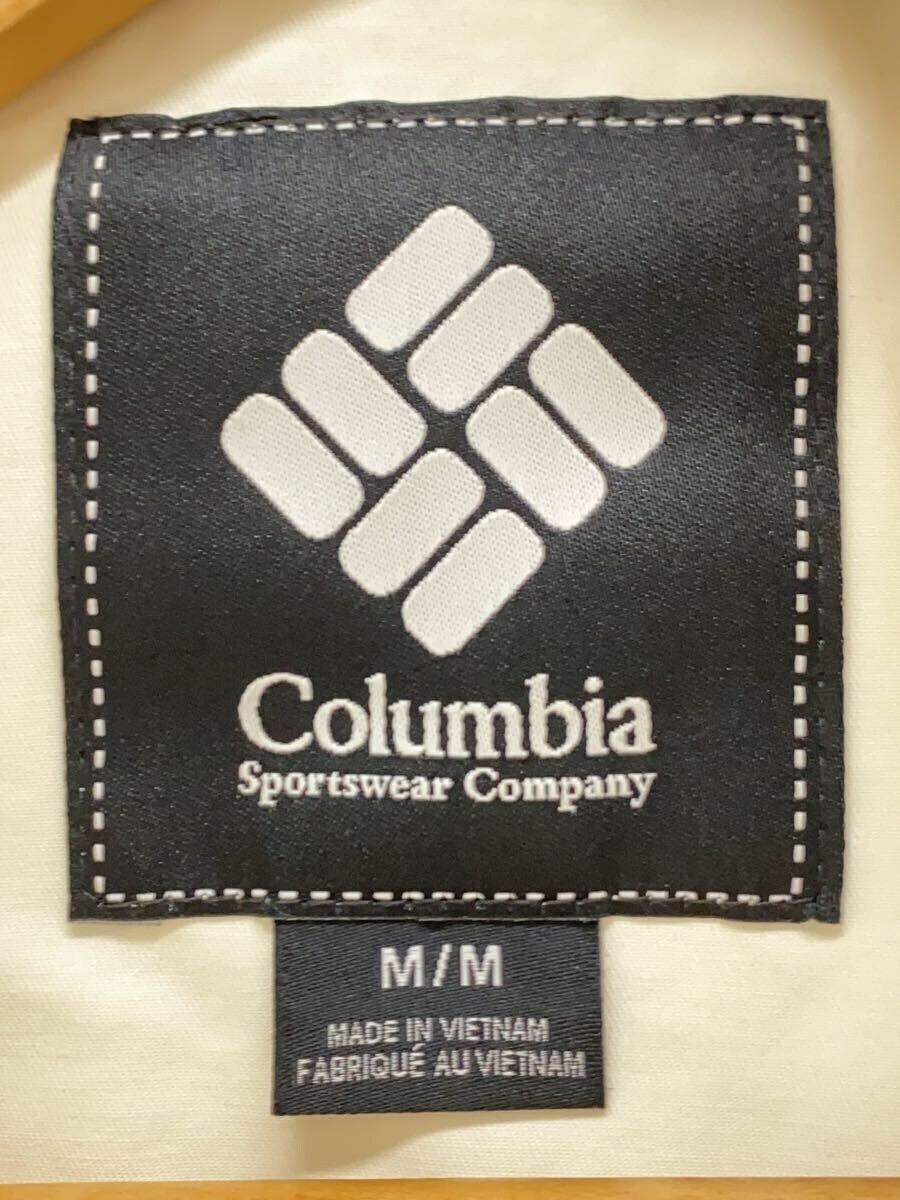 Columbia
Sportswear Company
M/M
MADE IN VIETNAM
FABRIQUÉ AU VIETNAM